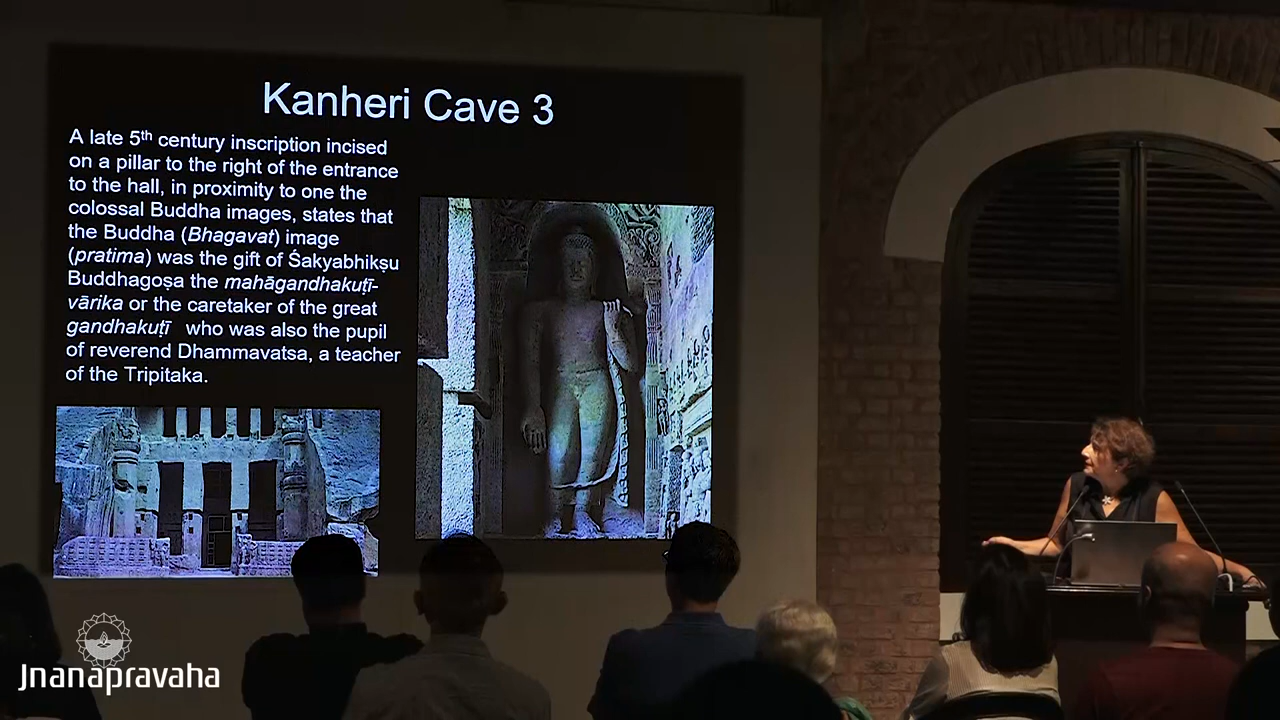 Kanheri Cave 3
A late 5th century inscription incised
on a pillar to the right of the entrance
to the hall, in proximity to one the
colossal Buddha images, states that
the Buddha (Bhagavat) image
(pratima) was the gift of Śakyabhikṣu
Buddhagoṣa the mahāgandhakuṭī-
vārika or the caretaker of the great
gandhakuṭī who was also the pupil
of reverend Dhammavatsa, a teacher
of the Tripitaka.
Jnanapravaha